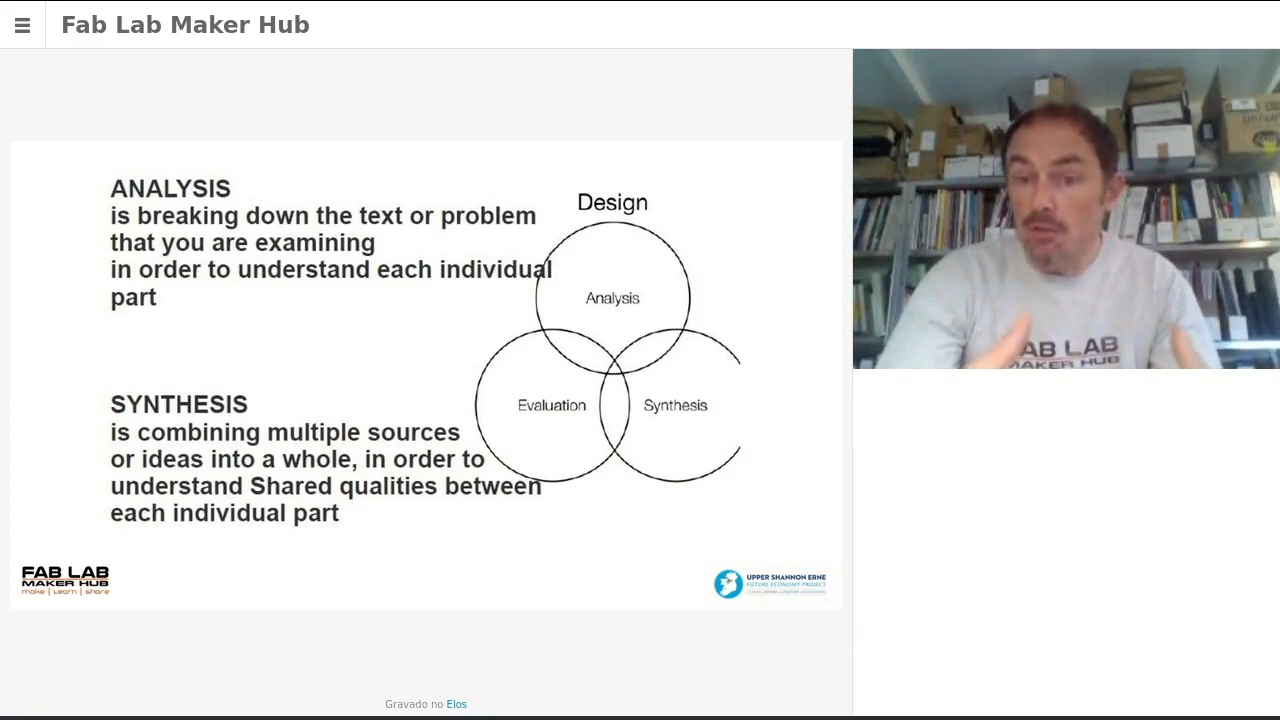 Fab Lab Maker Hub
ANALYSIS
is breaking down the text or problem
that you are examining
in order to understand each individual
part
SYNTHESIS
is combining multiple sources
or ideas into a whole, in order to
understand Shared qualities between
each individual part
Design
Analysis
Evaluation
Synthesis
FAB LAB
MAKER HUB
make | Learn | share
UPPER SHANNON ERNE
FUTURE ECONOMY PROJECT
AB LAB
MAKER HUB
Gravado no Elos